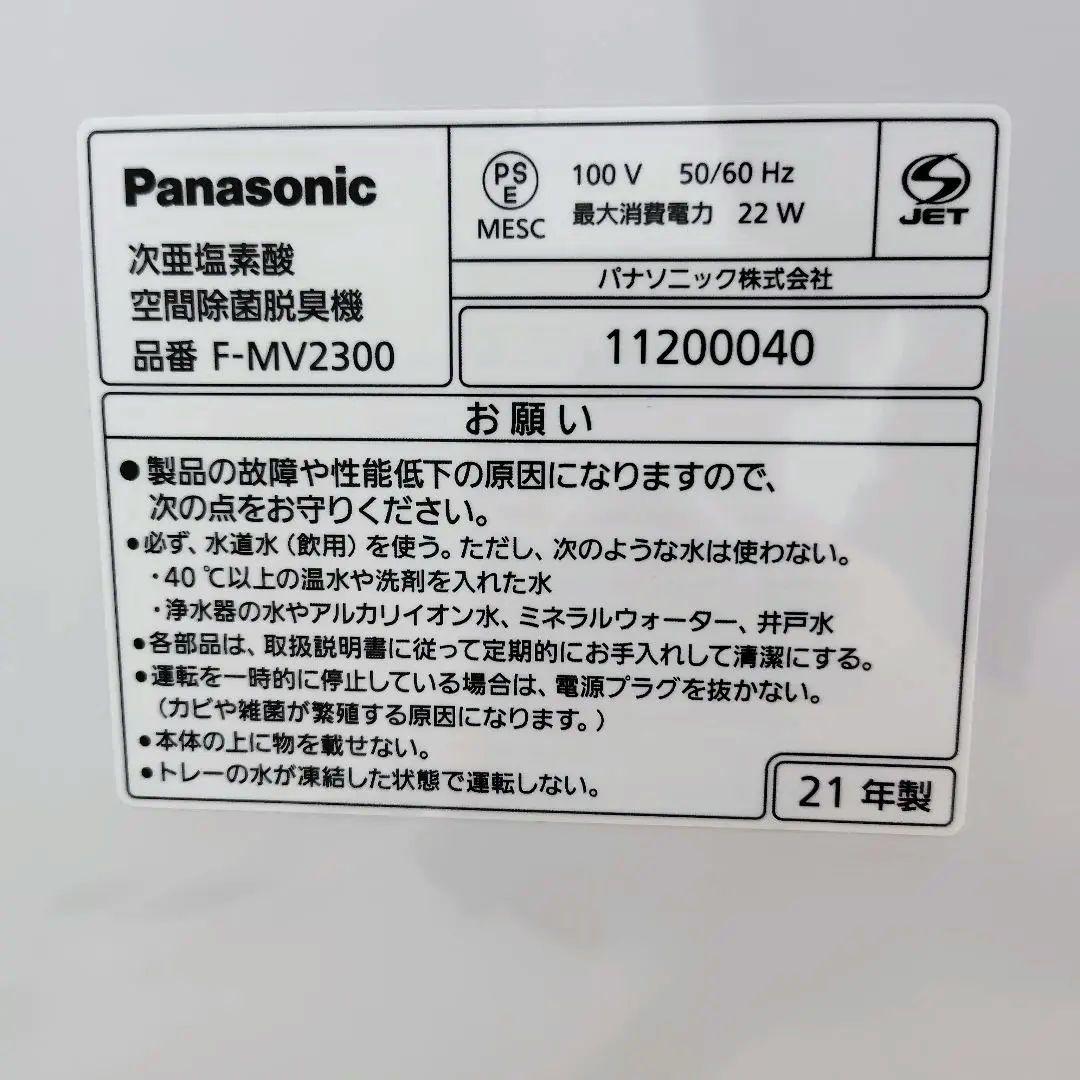 Panasonic
次亜塩素酸
空間除菌脱臭機
品番 F-MV2300
PS
E
MESC
100 V 50/60 Hz
最大消費電力 22 W
JET
パナソニック株式会社
11200040
お願い
●製品の故障や性能低下の原因になりますので、
次の点をお守りください。
●必ず、水道水（飲用）を使う。ただし、次のような水は使わない。
・40 ℃以上の温水や洗剤を入れた水
・浄水器の水やアルカリイオン水、ミネラルウォーター、井戸水
●各部品は、取扱説明書に従って定期的にお手入れして清潔にする。
●運転を一時的に停止している場合は、電源プラグを抜かない。
（カビや雑菌が繁殖する原因になります。）
●本体の上に物を載せない。
●トレーの水が凍結した状態で運転しない。
21 年製